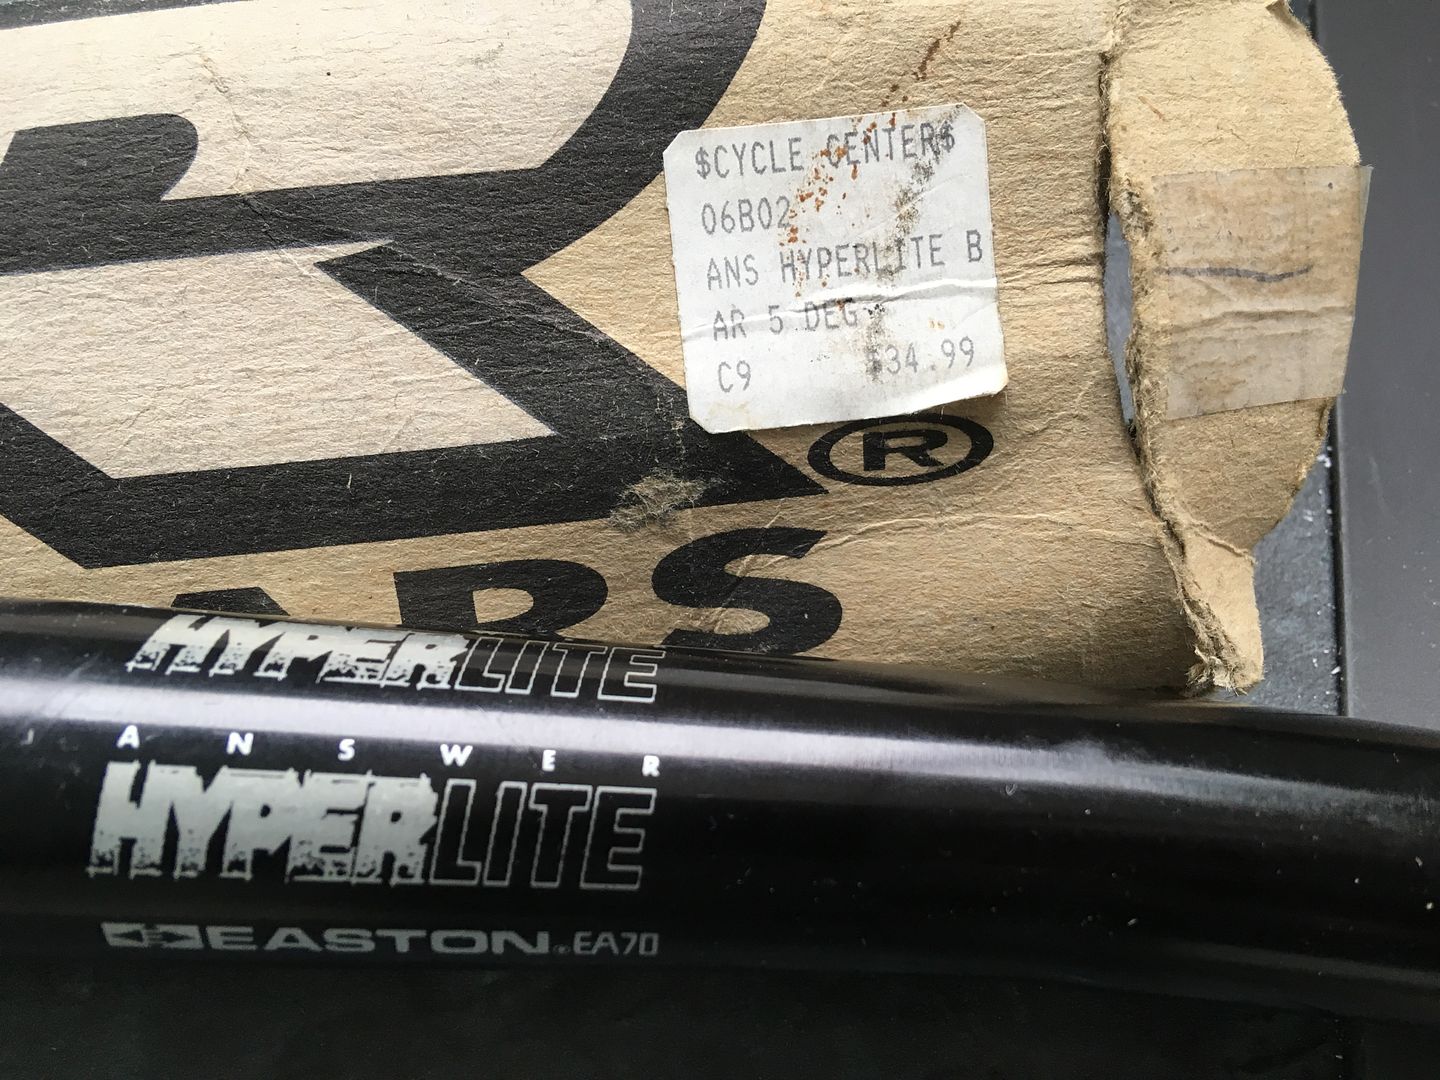 $CYCLE CENTER$
06B02
ANS HYPERLITE B
AR 5 DEG
C9 $34.99
®
ARS
HYPERLITE
ANSWER
HYPERLITE
EASTON® EA70